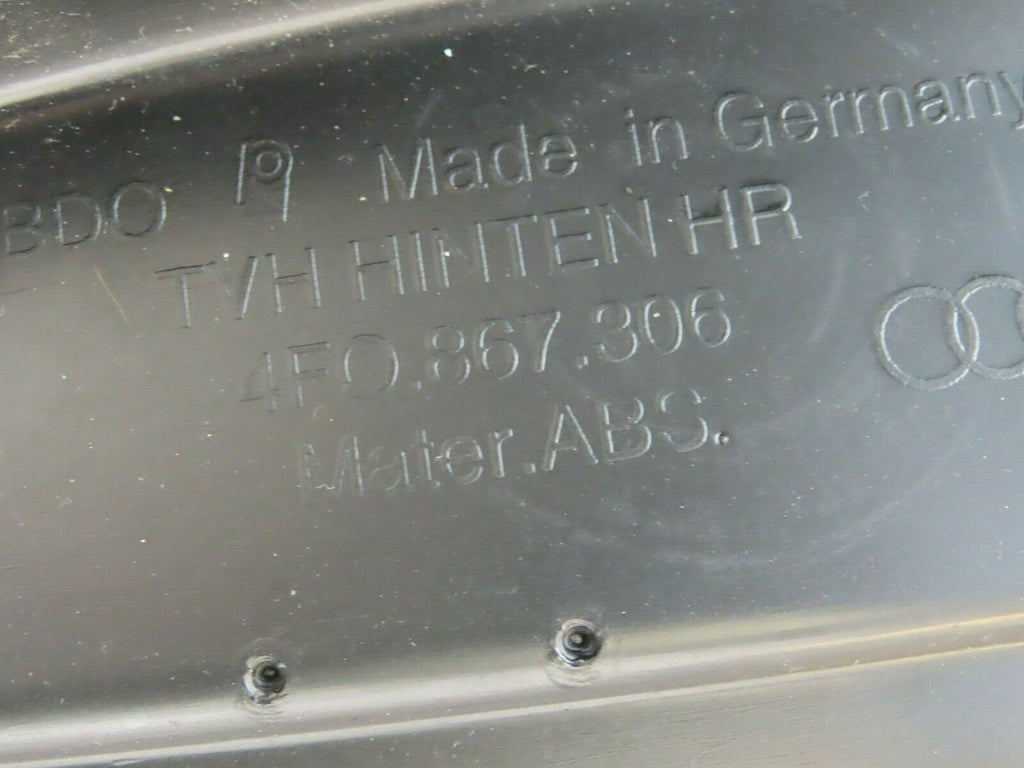 BDO Made in Germany
TVH HINTEN HR
4F0.867.306
Mater.ABS.